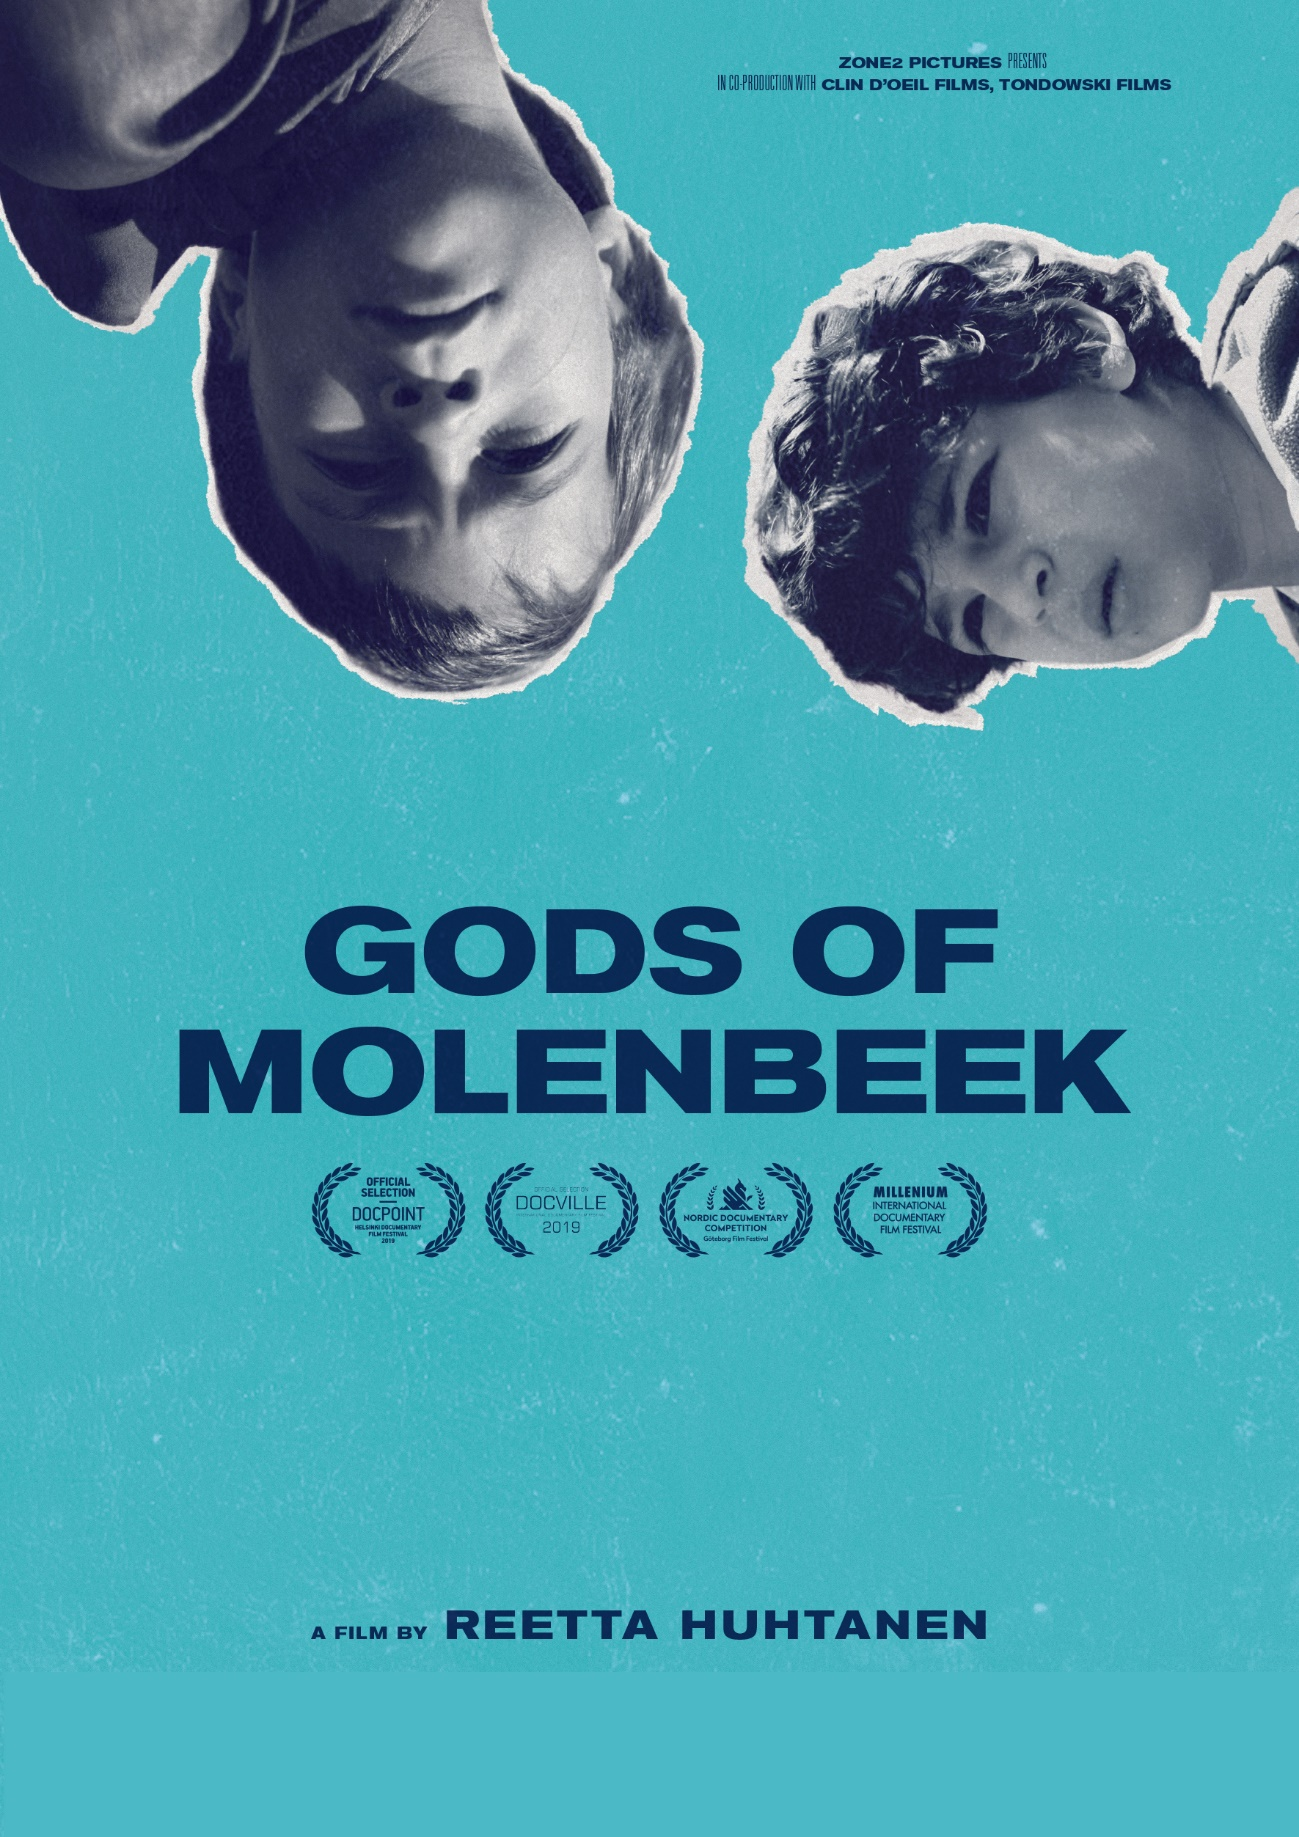 ZONE2 PICTURES PRESENTS
IN CO-PRODUCTION WITH CLIN D'OEIL FILMS, TONDOWSKI FILMS
GODS OF
MOLENBEEK
OFFICIAL
SELECTION
DOCPOINT
HELSINKI DOCUMENTARY
FILM FESTIVAL
2019
OFFICIAL SELECTION
DOCVILLE
2019
NORDIC DOCUMENTARY
COMPETITION
Göteborg Film Festival
MILLENIUM
INTERNATIONAL
DOCUMENTARY
FILM FESTIVAL
A FILM BY REETTA HUHTANEN